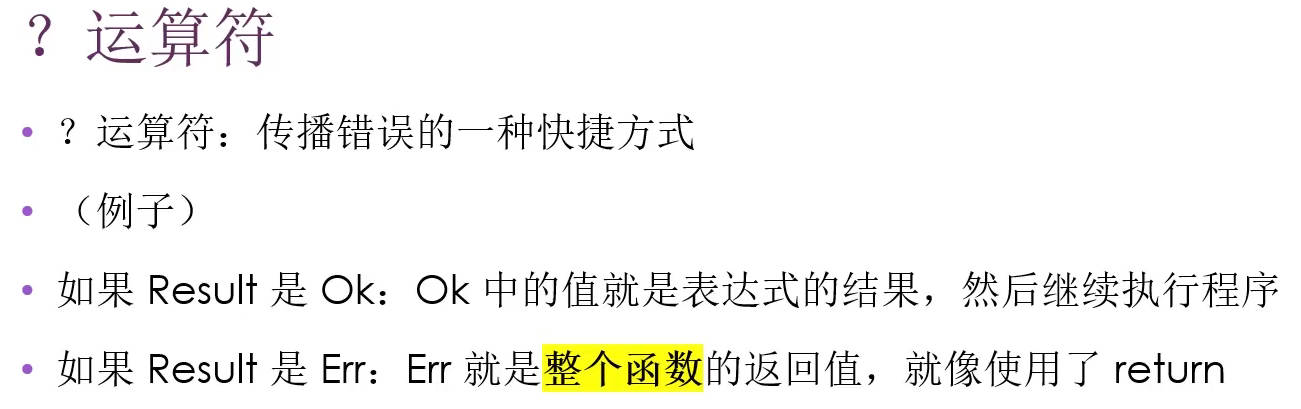 ？运算符
• ？运算符：传播错误的一种快捷方式
• （例子）
• 如果 Result 是 Ok：Ok 中的值就是表达式的结果，然后继续执行程序
• 如果 Result 是 Err：Err 就是整个函数的返回值，就像使用了 return